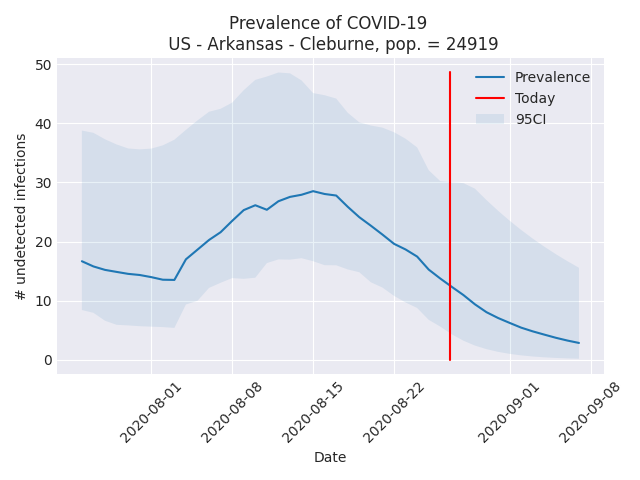 Prevalence of COVID-19
US - Arkansas - Cleburne, pop. = 24919
50
40
30
20
10
0
# undetected infections
Prevalence
Today
95CI
2020-08-01
2020-08-08
2020-08-15
2020-08-22
2020-09-01
2020-09-08
Date